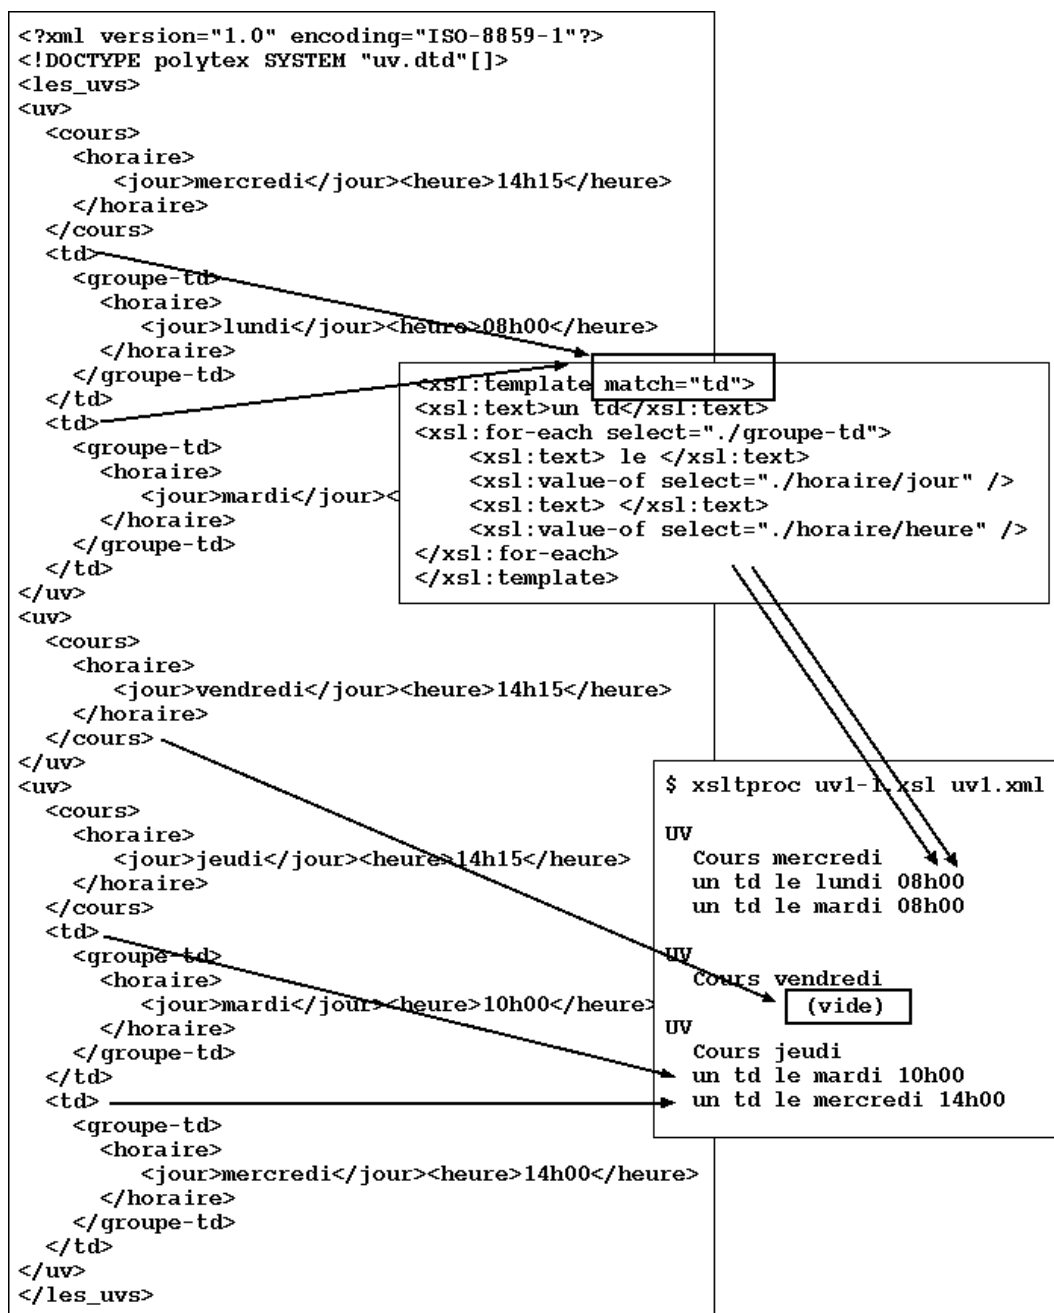 <?xml version="1.0" encoding="ISO-8859-1"?>
<!DOCTYPE polytex SYSTEM "uv.dtd"[]>
<les_uvs>
<uv>
  <cours>
    <horaire>
       <jour>mercredi</jour><heure>14h15</heure>
    </horaire>
  </cours>
  <td>
    <groupe-td>
      <horaire>
         <jour>lundi</jour><heure>08h00</heure>
      </horaire>
    </groupe-td>
  </td>
  <td>
    <groupe-td>
      <horaire>
         <jour>mardi</jour><
      </horaire>
    </groupe-td>
  </td>
</uv>
<uv>
  <cours>
    <horaire>
       <jour>vendredi</jour><heure>14h15</heure>
    </horaire>
  </cours>
</uv>
<uv>
  <cours>
    <horaire>
       <jour>jeudi</jour><heure>14h15</heure>
    </horaire>
  </cours>
  <td>
    <groupe-td>
      <horaire>
         <jour>mardi</jour><heure>10h00</heure>
      </horaire>
    </groupe-td>
  </td>
  <td>
    <groupe-td>
      <horaire>
         <jour>mercredi</jour><heure>14h00</heure>
      </horaire>
    </groupe-td>
  </td>
</uv>
</les_uvs>
<xsl:template match="td">
<xsl:text>un td</xsl:text>
<xsl:for-each select="./groupe-td">
    <xsl:text> le </xsl:text>
    <xsl:value-of select="./horaire/jour" />
    <xsl:text> </xsl:text>
    <xsl:value-of select="./horaire/heure" />
</xsl:for-each>
</xsl:template>
$ xsltproc uv1-1.xsl uv1.xml
UV
  Cours mercredi
  un td le lundi 08h00
  un td le mardi 08h00
UV
  Cours vendredi
(vide)
UV
  Cours jeudi
  un td le mardi 10h00
  un td le mercredi 14h00